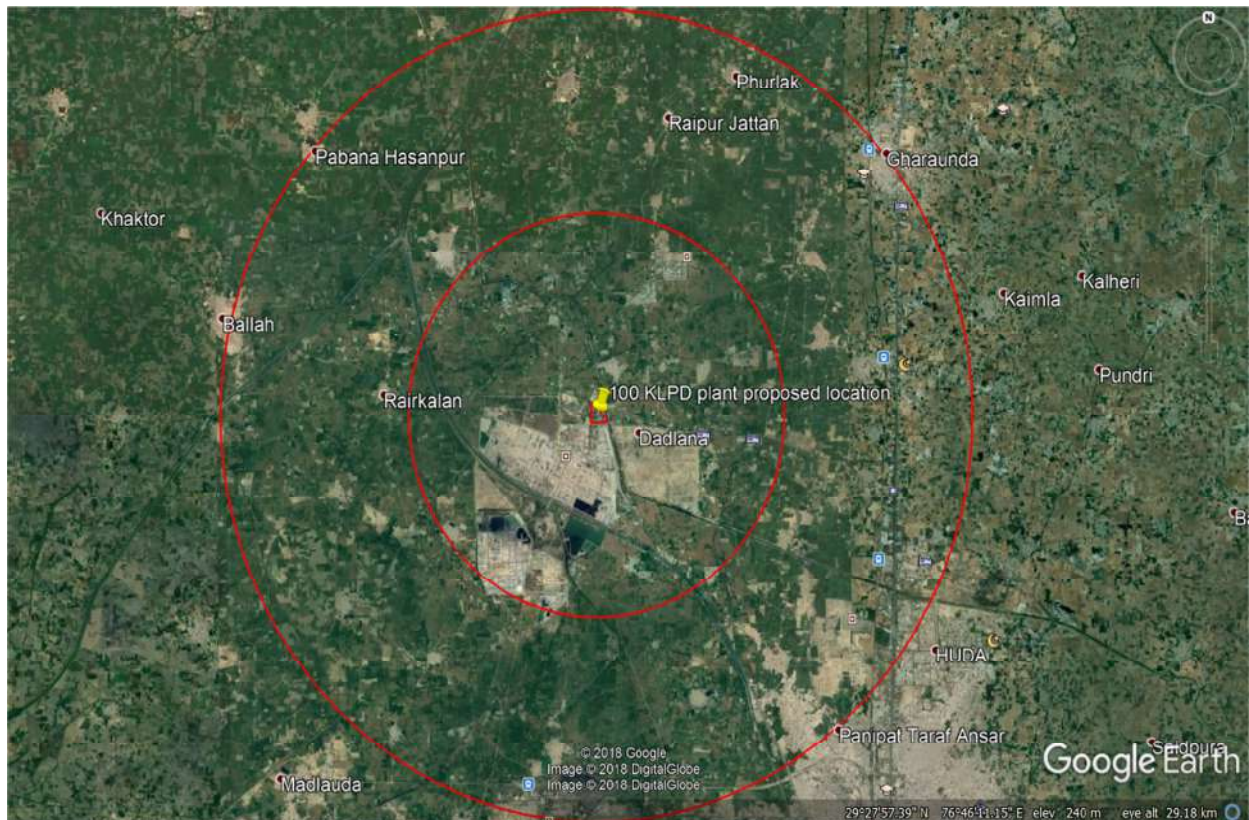 N
Phurlak
Raipur Jattan
Pabana Hasanpur
Gharaunda
Khaktor
Kalheri
Kaimla
Ballah
Pundri
100 KLPD plant proposed location
Rairkalan
Dadlana
HUDA
Panipat Taraf Ansar
Saidpura
© 2018 Google
Image © 2018 DigitalGlobe
Image © 2018 DigitalGlobe
Google Earth
Madlauda
29°27'57.39" N 76°46'11.15" E elev 240 m eye alt 29.18 km